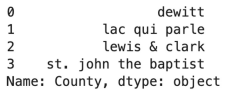 0 dewitt
1 lac qui parle
2 lewis & clark
3 st. john the baptist
Name: County, dtype: object